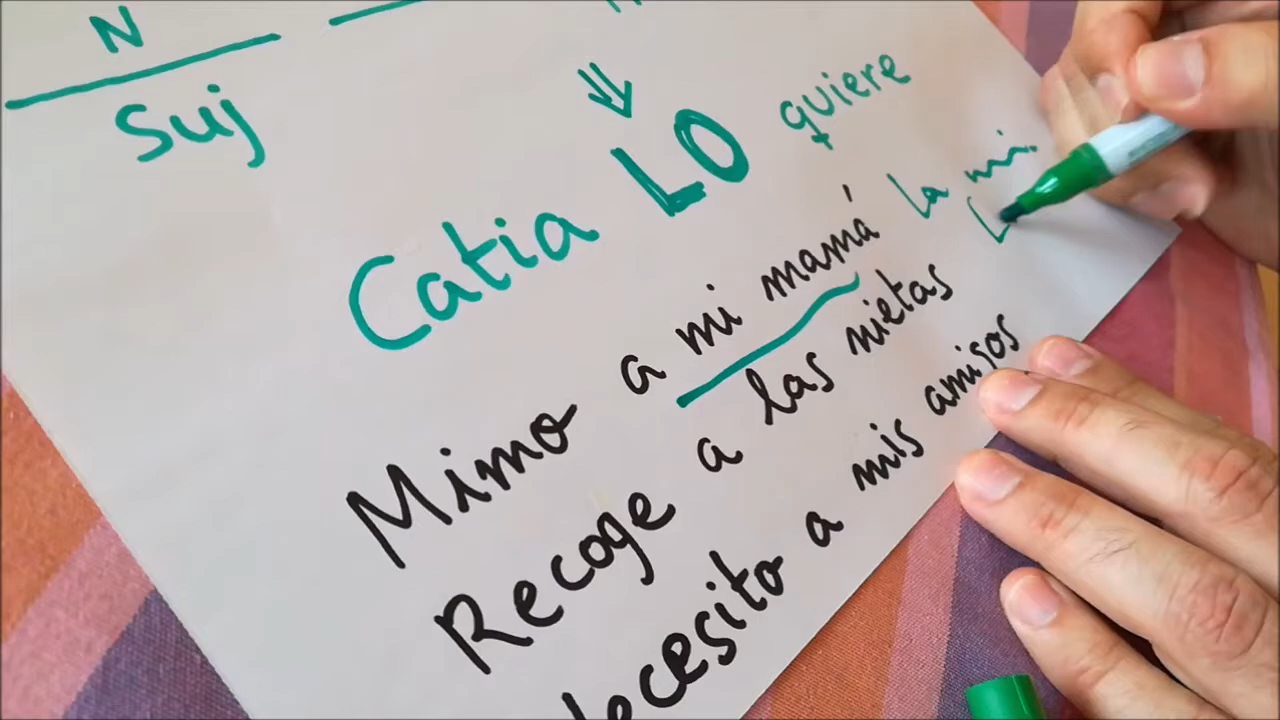 N
Suj
Catia LO quiere
Mimo a mi mamá la mi.
Recoge a las nietas L
necesito a mis amigos